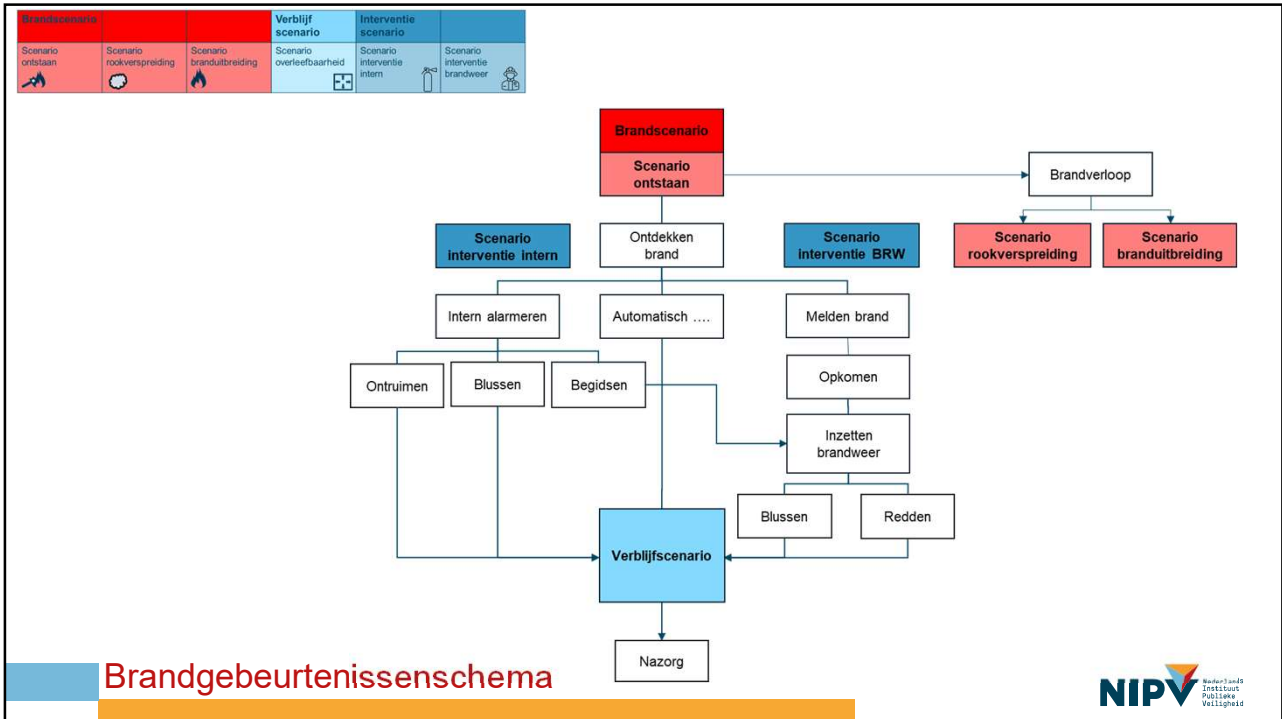 Brandscenario
Verblijf
scenario
Interventie
scenario
Scenario
ontstaan
Scenario
rookverspreiding
Scenario
branduitbreiding
Scenario
overleefbaarheid
Scenario
interventie
intern
Scenario
interventie
brandweer
Brandscenario
Scenario
ontstaan
Brandverloop
Scenario
interventie intern
Ontdekken
brand
Scenario
interventie BRW
Scenario
rookverspreiding
Scenario
branduitbreiding
Intern alarmeren
Automatisch ....
Melden brand
Ontruimen
Blussen
Begidsen
Opkomen
Inzetten
brandweer
Blussen
Redden
Verblijfscenario
Nazorg
Brandgebeurtenissenschema
NIPV
Nederlands
Instituut
Publieke
Veiligheid